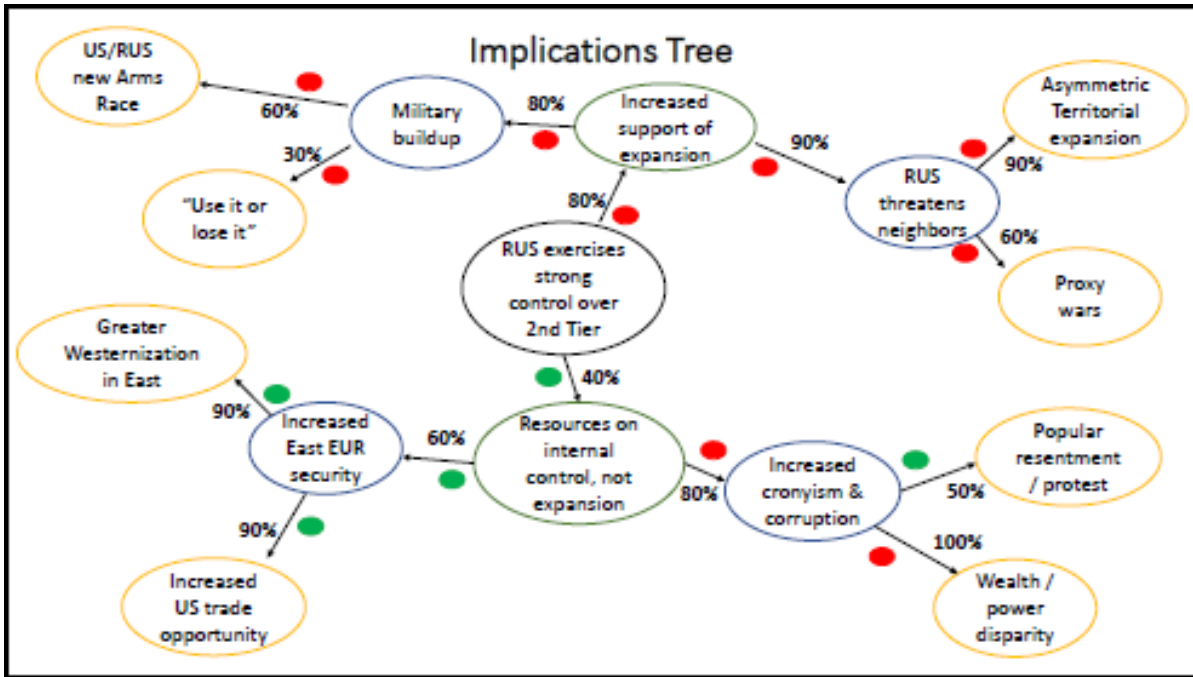 Implications Tree
US/RUS
new Arms
Race
60%
Military
buildup
80%
Increased
support of
expansion
90%
Asymmetric
Territorial
expansion
90%
30%
"Use it or
lose it"
80%
RUS
threatens
neighbors
60%
Proxy
wars
RUS exercises
strong
control over
2nd Tier
40%
Greater
Westernization
in East
90%
Increased
East EUR
security
60%
Resources on
internal
control, not
expansion
80%
Increased
cronyism &
corruption
50%
Popular
resentment
/ protest
90%
Increased
US trade
opportunity
100%
Wealth /
power
disparity